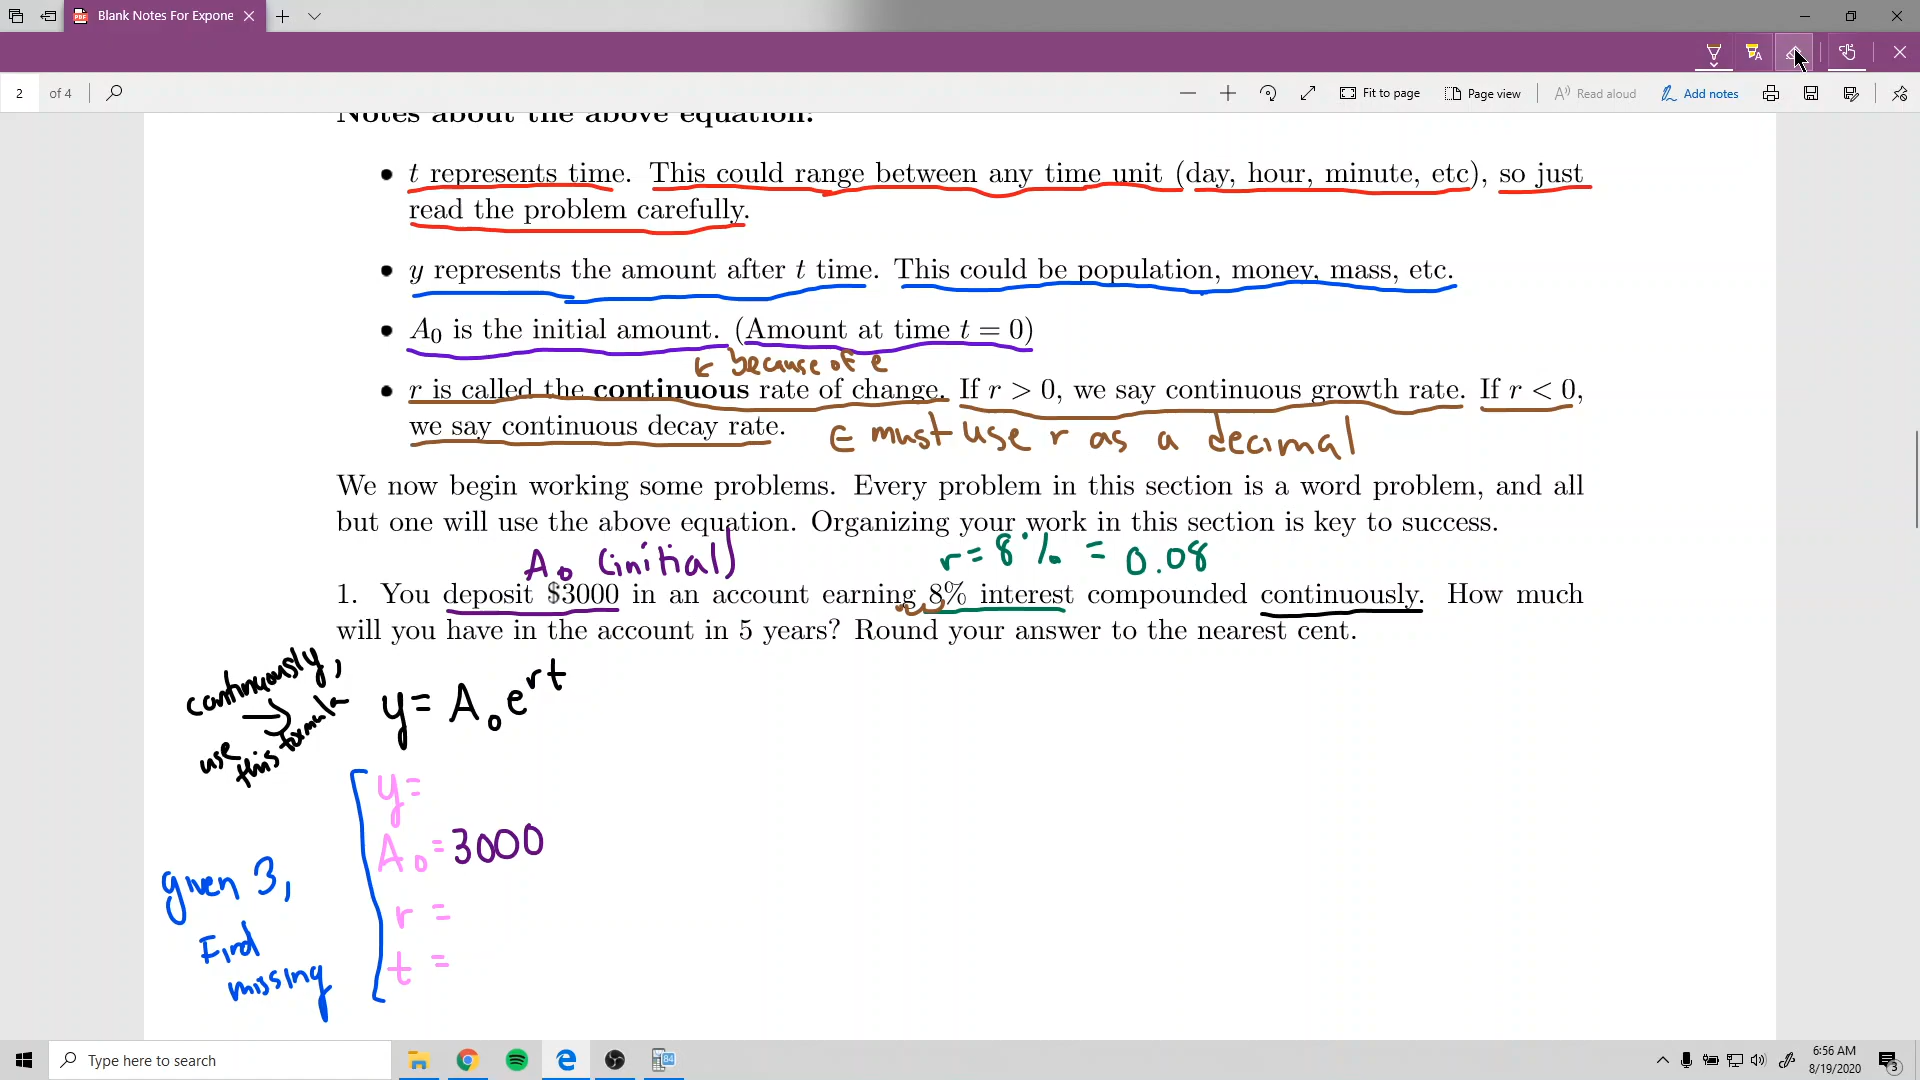 Blank Notes For Expone
2 of 4
Fit to page
Page view
Read aloud
Add notes
Notes about the above equation:
• t represents time. This could range between any time unit (day, hour, minute, etc), so just
read the problem carefully.
• y represents the amount after t time. This could be population, money, mass, etc.
• A₀ is the initial amount. (Amount at time t = 0)
because of e
• r is called the continuous rate of change. If r > 0, we say continuous growth rate. If r < 0,
we say continuous decay rate.
∈ must use r as a decimal
We now begin working some problems. Every problem in this section is a word problem, and all
but one will use the above equation. Organizing your work in this section is key to success.
A₀ (initial)
r = 8% = 0.08
1. You deposit $3000 in an account earning 8% interest compounded continuously. How much
will you have in the account in 5 years? Round your answer to the nearest cent.
continuously,
→
use
this formula
y = A₀e^{rt}
y =
A₀ = 3000
r =
t =
given 3,
Find
missing
Type here to search
84
6:56 AM
8/19/2020
3